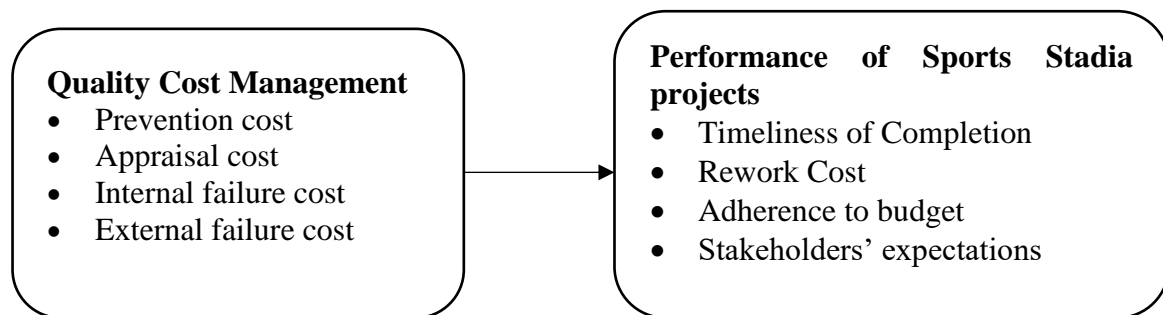 Quality Cost Management
• Prevention cost
• Appraisal cost
• Internal failure cost
• External failure cost
Performance of Sports Stadia
projects
• Timeliness of Completion
• Rework Cost
• Adherence to budget
• Stakeholders’ expectations